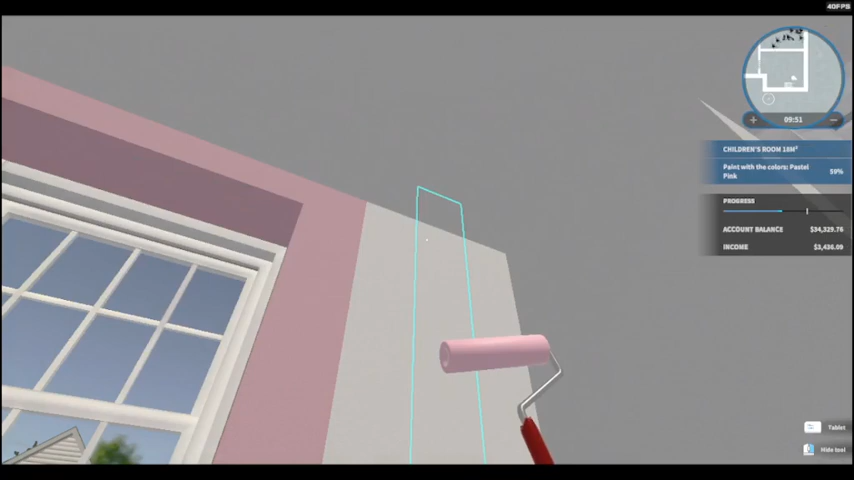 40FPS
09:51
CHILDREN'S ROOM 18M²
Paint with the colors: Pastel
Pink
59%
PROGRESS
ACCOUNT BALANCE $34,329.76
INCOME $3,436.09
Tablet
Hide tool